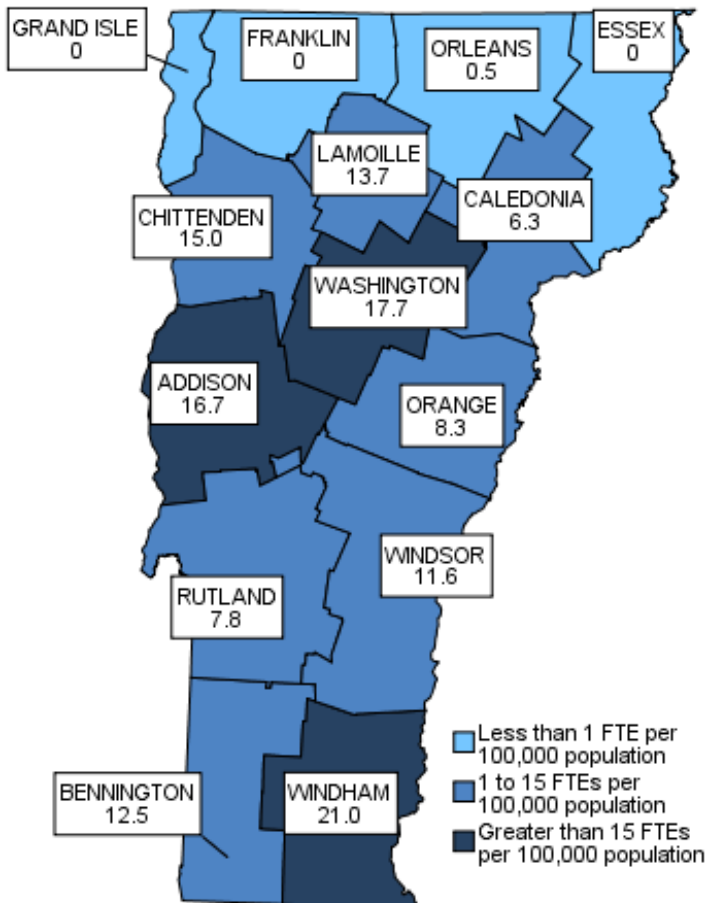 GRAND ISLE
0
FRANKLIN
0
ORLEANS
0.5
ESSEX
0
LAMOILLE
13.7
CALEDONIA
6.3
CHITTENDEN
15.0
WASHINGTON
17.7
ADDISON
16.7
ORANGE
8.3
WINDSOR
11.6
RUTLAND
7.8
BENNINGTON
12.5
WINDHAM
21.0
Less than 1 FTE per
100,000 population
1 to 15 FTEs per
100,000 population
Greater than 15 FTEs
per 100,000 population